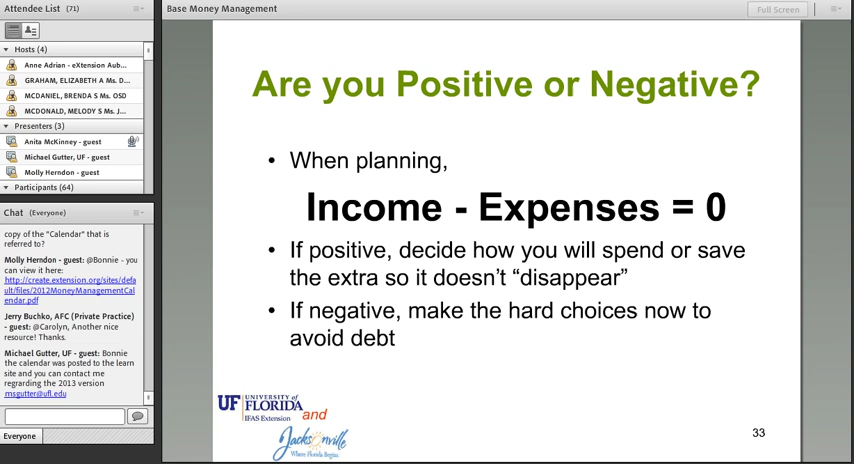 Attendee List (71)
Hosts (4)
Anne Adrian - eXtension Aub...
GRAHAM, ELIZABETH A Ms. D...
MCDANIEL, BRENDA S Ms. OSD
MCDONALD, MELODY S Ms. J...
Presenters (3)
Anita McKinney - guest
Michael Gutter, UF - guest
Molly Herndon - guest
Participants (64)
Chat (Everyone)
copy of the "Calendar" that is
referred to?
Molly Herndon - guest: @Bonnie - you
can view it here:
http://create.extension.org/sites/defa
ult/files/2012MoneyManagementCal
endar.pdf
Jerry Buchko, AFC (Private Practice)
- guest: @Carolyn, Another nice
resource! Thanks.
Michael Gutter, UF - guest: Bonnie
the calendar was posted to the learn
site and you can contact me
regrarding the 2013 version
msgutter@ufl.edu
Everyone
Base Money Management
Full Screen
Are you Positive or Negative?
• When planning,
Income - Expenses = 0
• If positive, decide how you will spend or save
the extra so it doesn’t “disappear”
• If negative, make the hard choices now to
avoid debt
UF UNIVERSITY of
FLORIDA
IFAS Extension
and
Jacksonville
Where Florida Begins.
33